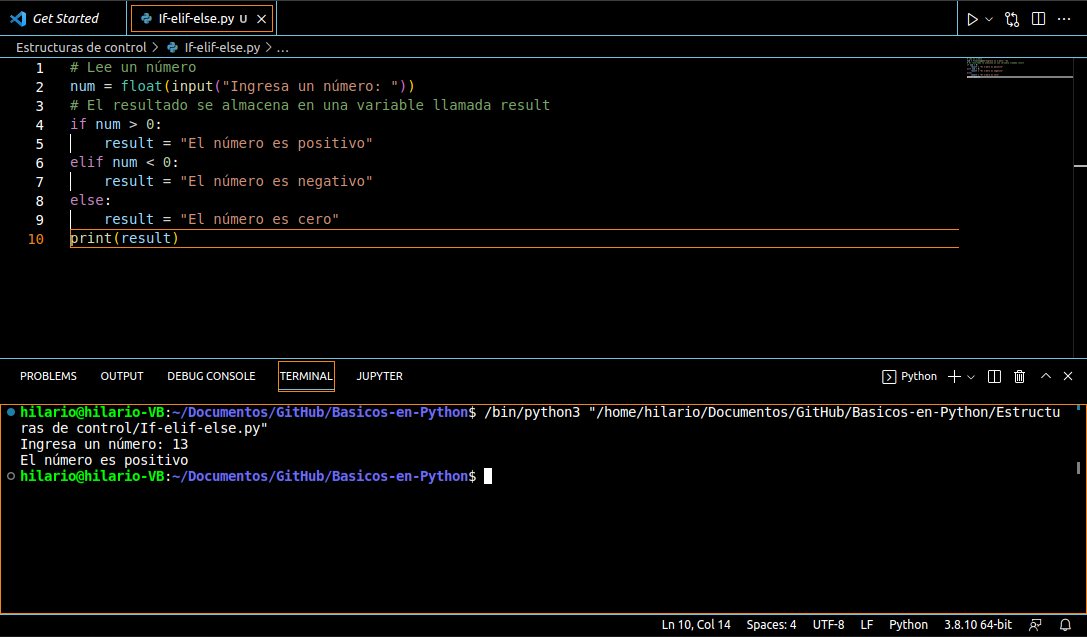 Get Started
If-elif-else.py U
Estructuras de control > If-elif-else.py > ...
1 # Lee un número
2 num = float(input("Ingresa un número: "))
3 # El resultado se almacena en una variable llamada result
4 if num > 0:
5     result = "El número es positivo"
6 elif num < 0:
7     result = "El número es negativo"
8 else:
9     result = "El número es cero"
10 print(result)
PROBLEMS OUTPUT DEBUG CONSOLE TERMINAL JUPYTER Python
hilario@hilario-VB:~/Documentos/GitHub/Basicos-en-Python$ /bin/python3 "/home/hilario/Documentos/GitHub/Basicos-en-Python/Estructu
ras de control/If-elif-else.py"
Ingresa un número: 13
El número es positivo
hilario@hilario-VB:~/Documentos/GitHub/Basicos-en-Python$
Ln 10, Col 14 Spaces: 4 UTF-8 LF Python 3.8.10 64-bit